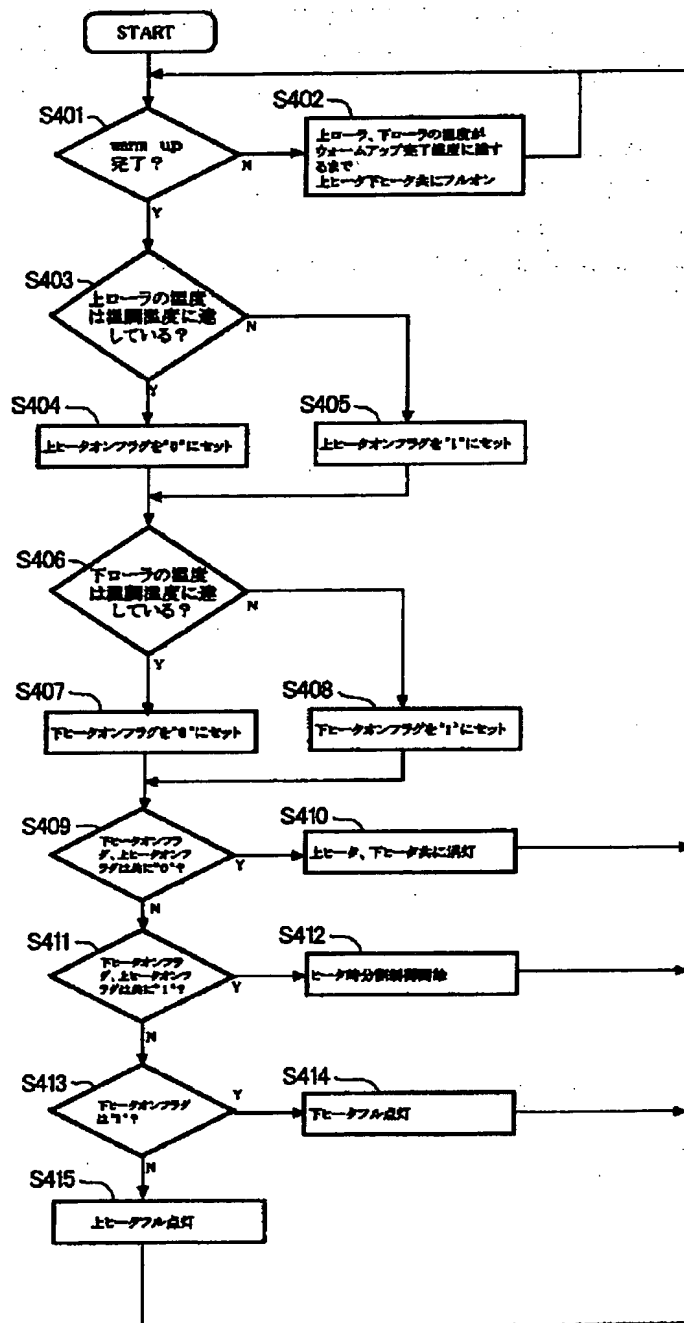 START
S401
warm up
完了？
N
Y
S402
上ローラ、下ローラの温度が
ウォームアップ完了温度に達す
るまで
上ヒータ下ヒータ共にフルオン
S403
上ローラの温度
は温調温度に達
している？
N
Y
S404
上ヒータオンフラグを"0"にセット
S405
上ヒータオンフラグを"1"にセット
S406
下ローラの温度
は温調温度に達
している？
N
Y
S407
下ヒータオンフラグを"0"にセット
S408
下ヒータオンフラグを"1"にセット
S409
下ヒータオンフラ
グ、上ヒータオンフ
ラグは共に"0"？
Y
N
S410
上ヒータ、下ヒータ共に消灯
S411
下ヒータオンフラ
グ、上ヒータオンフ
ラグは共に"1"？
Y
N
S412
ヒータ時分割制御開始
S413
下ヒータオンフラグ
は"1"？
Y
N
S414
下ヒータフル点灯
S415
上ヒータフル点灯